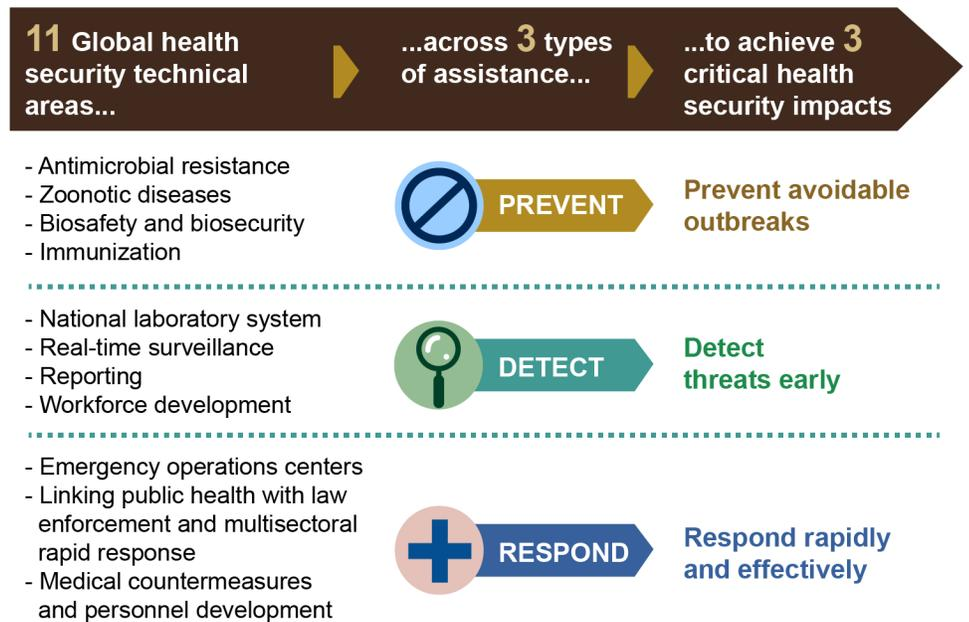 11 Global health
security technical
areas...
...across 3 types
of assistance...
...to achieve 3
critical health
security impacts
- Antimicrobial resistance
- Zoonotic diseases
- Biosafety and biosecurity
- Immunization
PREVENT
Prevent avoidable
outbreaks
- National laboratory system
- Real-time surveillance
- Reporting
- Workforce development
DETECT
Detect
threats early
- Emergency operations centers
- Linking public health with law
enforcement and multisectoral
rapid response
- Medical countermeasures
and personnel development
RESPOND
Respond rapidly
and effectively